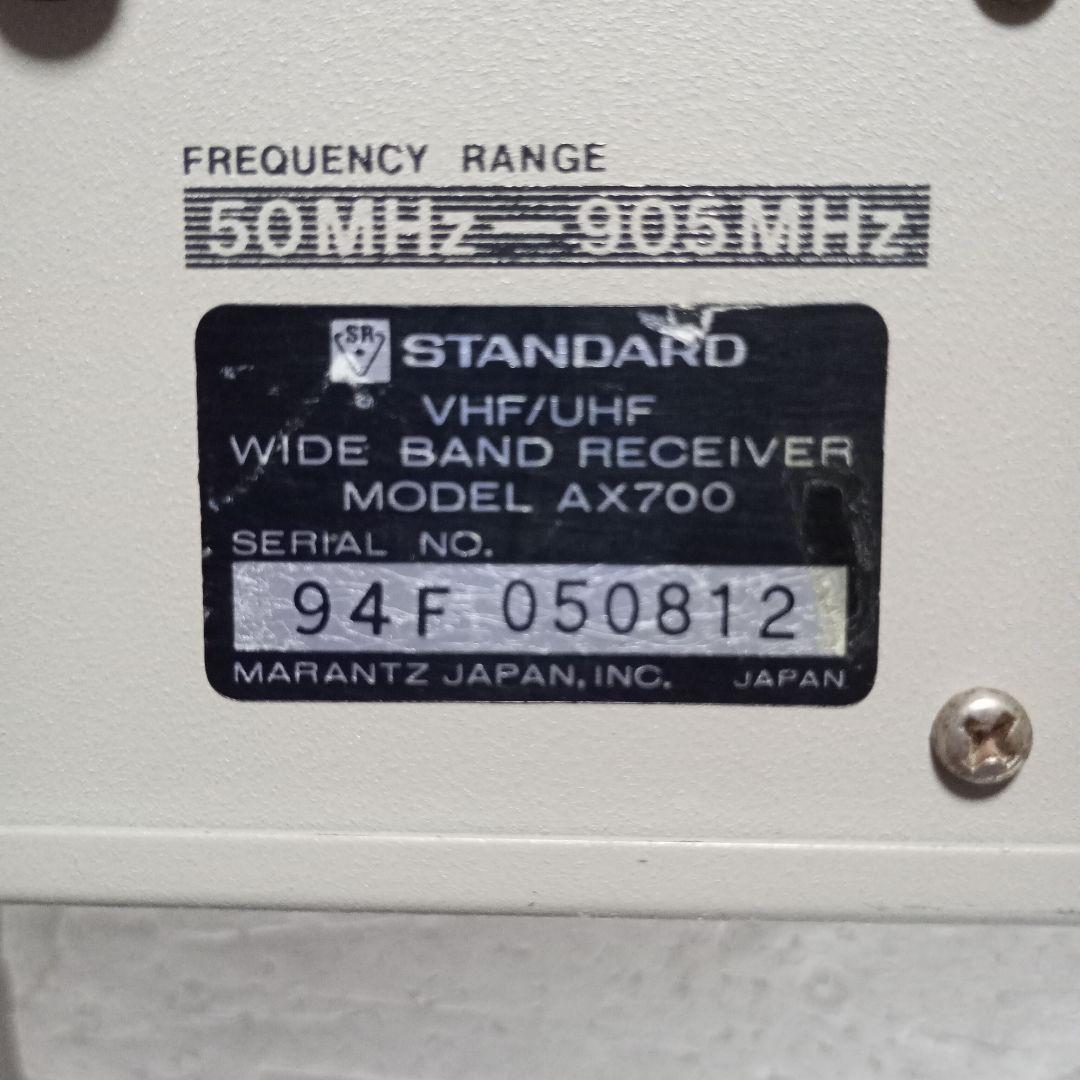 FREQUENCY RANGE
50MHz—905MHz
SR STANDARD
®
VHF/UHF
WIDE BAND RECEIVER
MODEL AX700
SERIAL NO.
94F 050812
MARANTZ JAPAN, INC. JAPAN